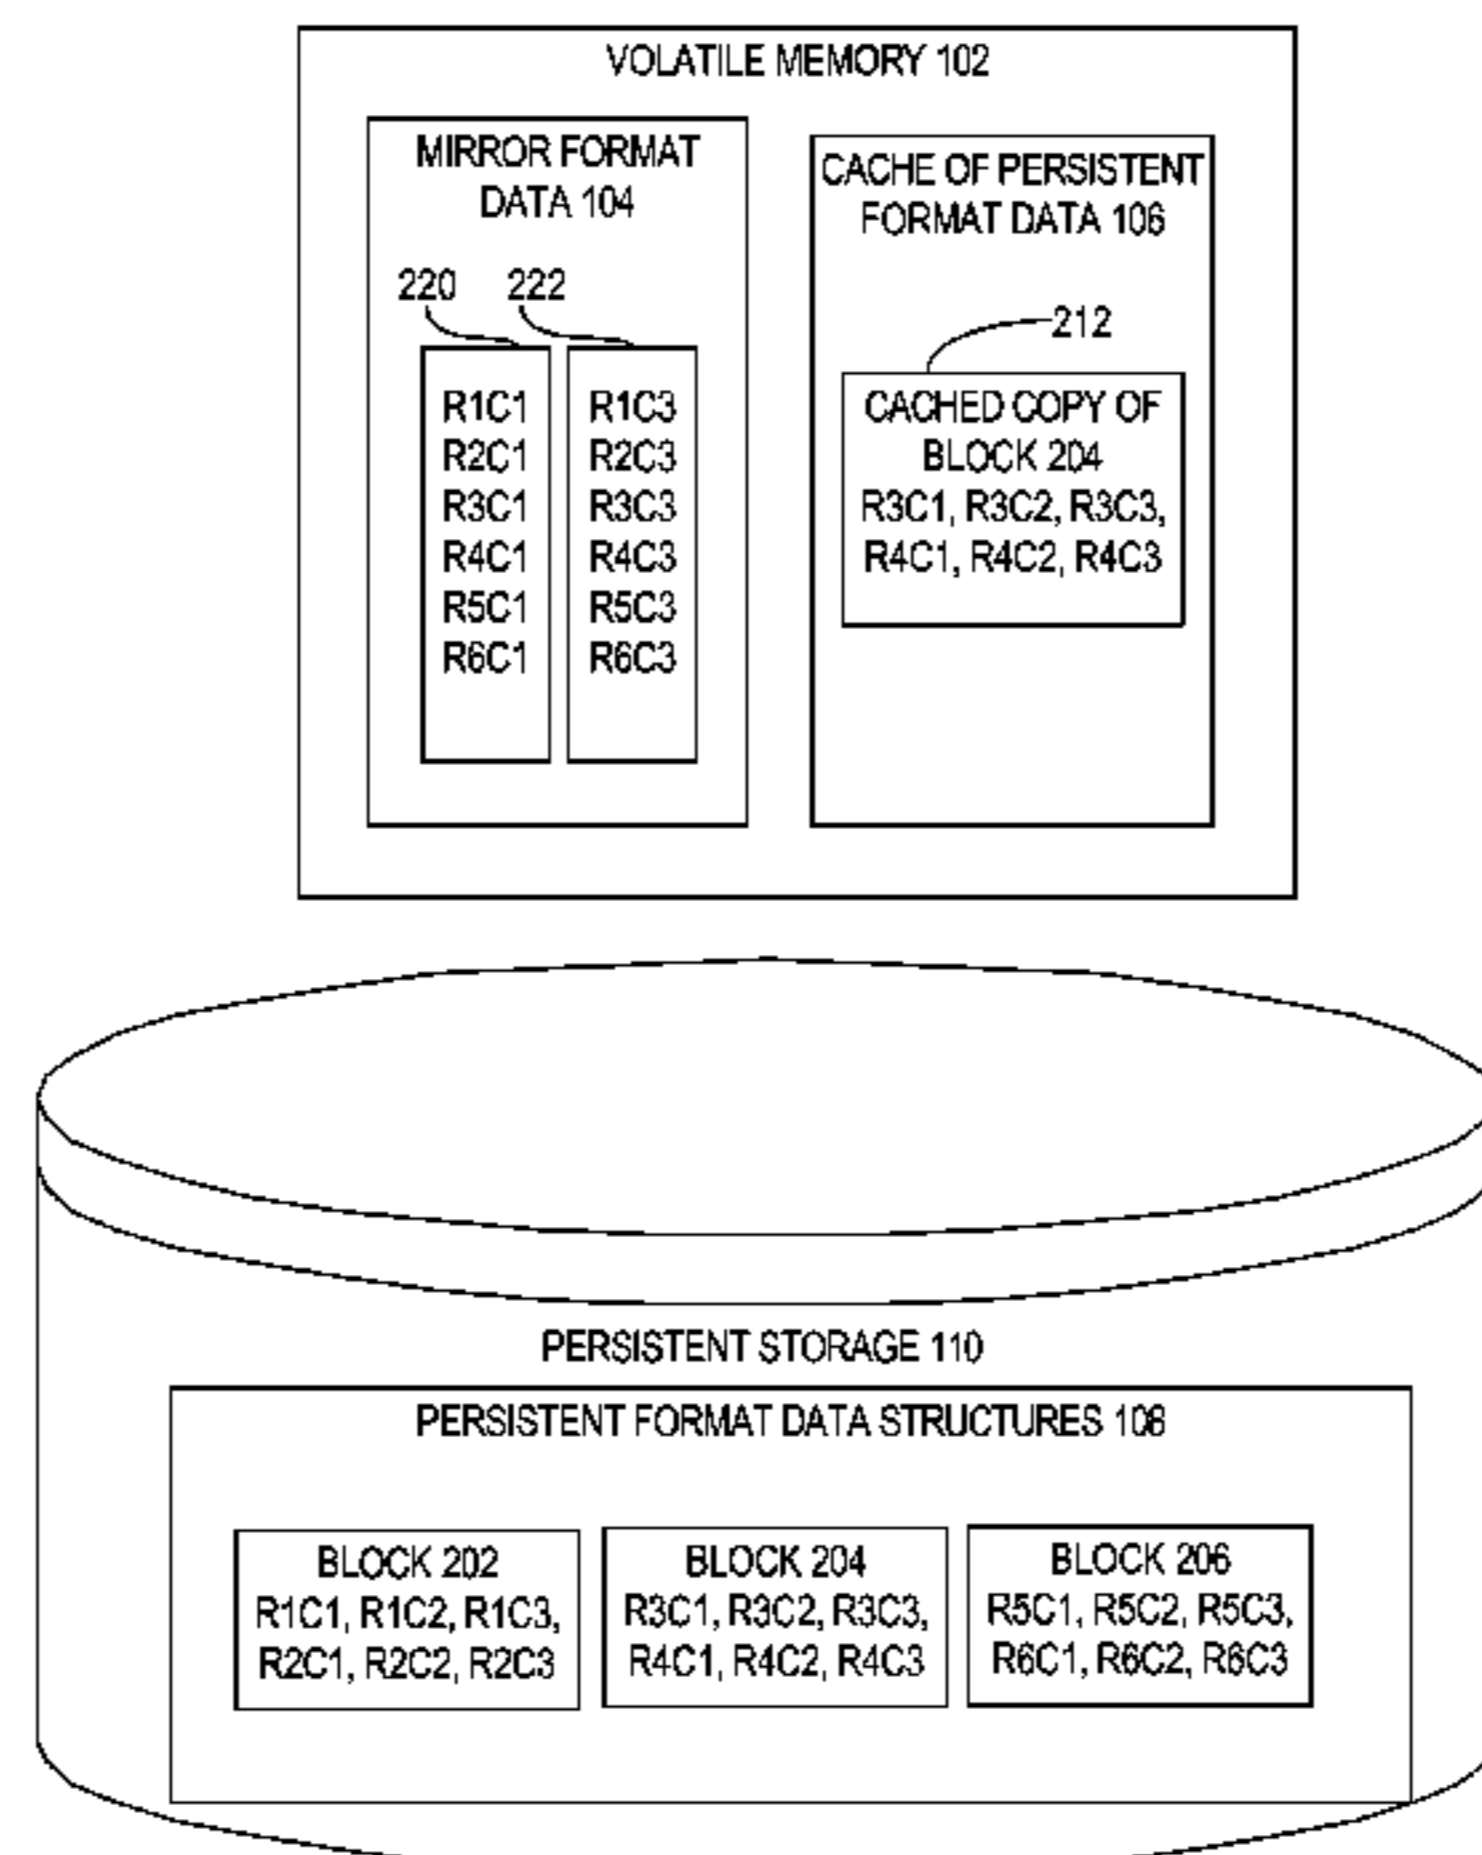 VOLATILE MEMORY 102
MIRROR FORMAT
DATA 104
220
222
R1C1
R2C1
R3C1
R4C1
R5C1
R6C1
R1C3
R2C3
R3C3
R4C3
R5C3
R6C3
CACHE OF PERSISTENT
FORMAT DATA 106
212
CACHED COPY OF
BLOCK 204
R3C1, R3C2, R3C3,
R4C1, R4C2, R4C3
PERSISTENT STORAGE 110
PERSISTENT FORMAT DATA STRUCTURES 108
BLOCK 202
R1C1, R1C2, R1C3,
R2C1, R2C2, R2C3
BLOCK 204
R3C1, R3C2, R3C3,
R4C1, R4C2, R4C3
BLOCK 206
R5C1, R5C2, R5C3,
R6C1, R6C2, R6C3